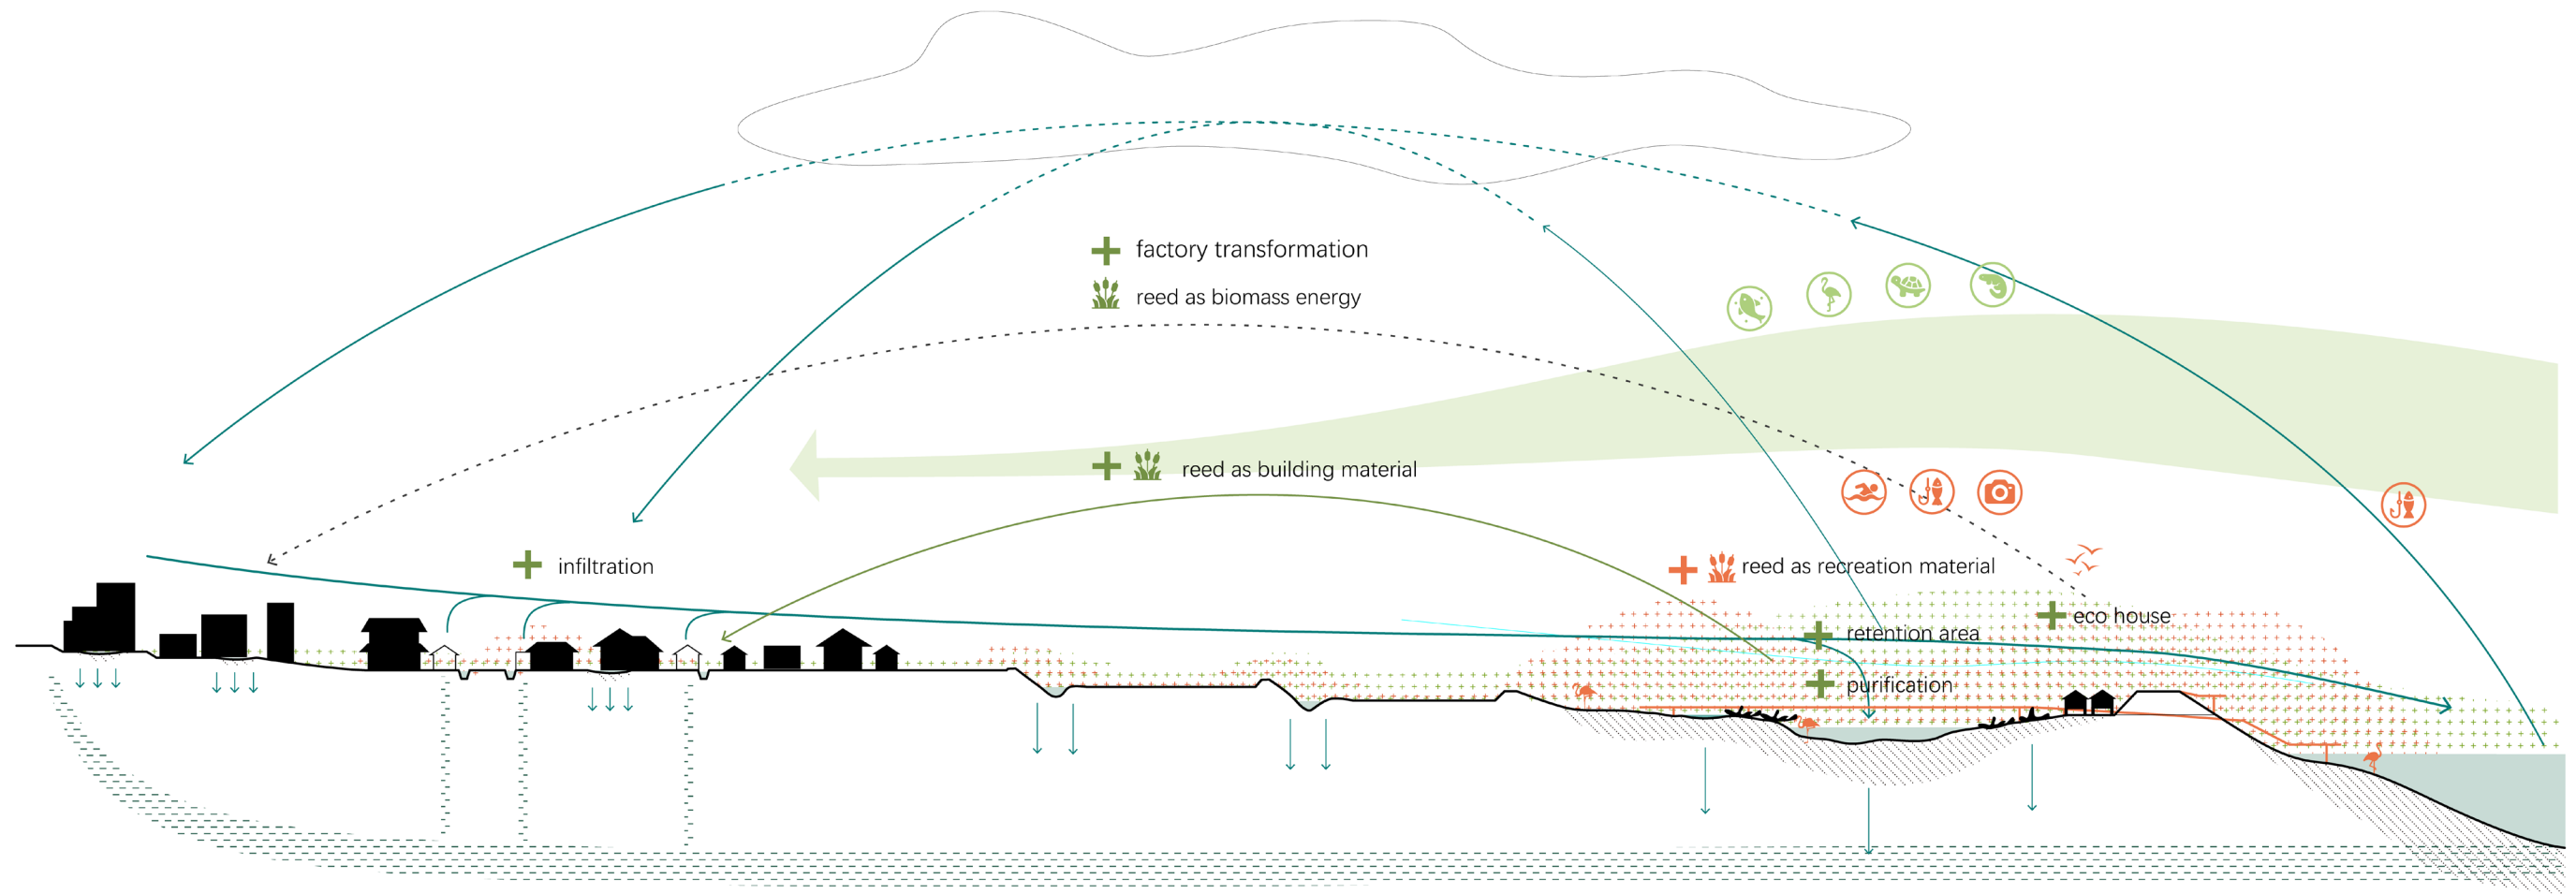 factory transformation
reed as biomass energy
reed as building material
infiltration
reed as recreation material
eco house
retention area
purification